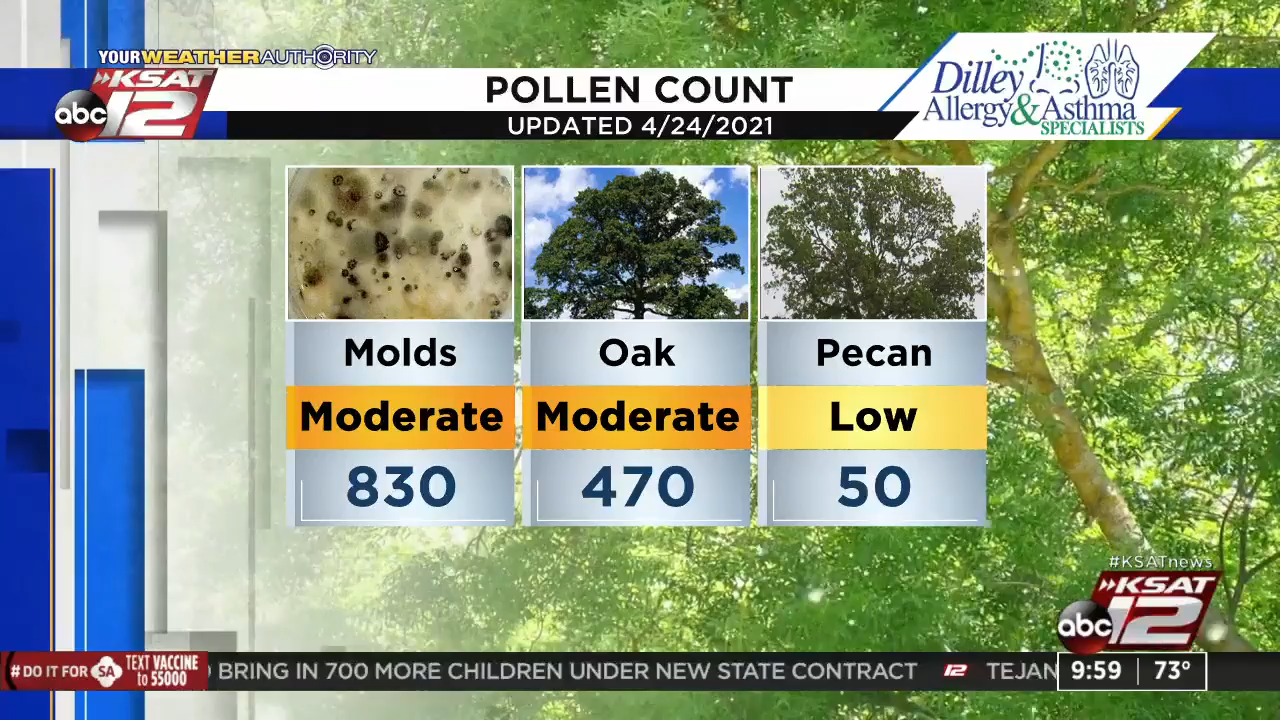 YOURWEATHERAUTHORITY
KSAT
abc 12
POLLEN COUNT
UPDATED 4/24/2021
Dilley
Allergy&Asthma
SPECIALISTS
Molds
Moderate
830
Oak
Moderate
470
Pecan
Low
50
#KSATnews
KSAT
abc 12
#DO IT FOR SA TEXT VACCINE
to 55000
BRING IN 700 MORE CHILDREN UNDER NEW STATE CONTRACT 12 TEJAN
9:59 73°